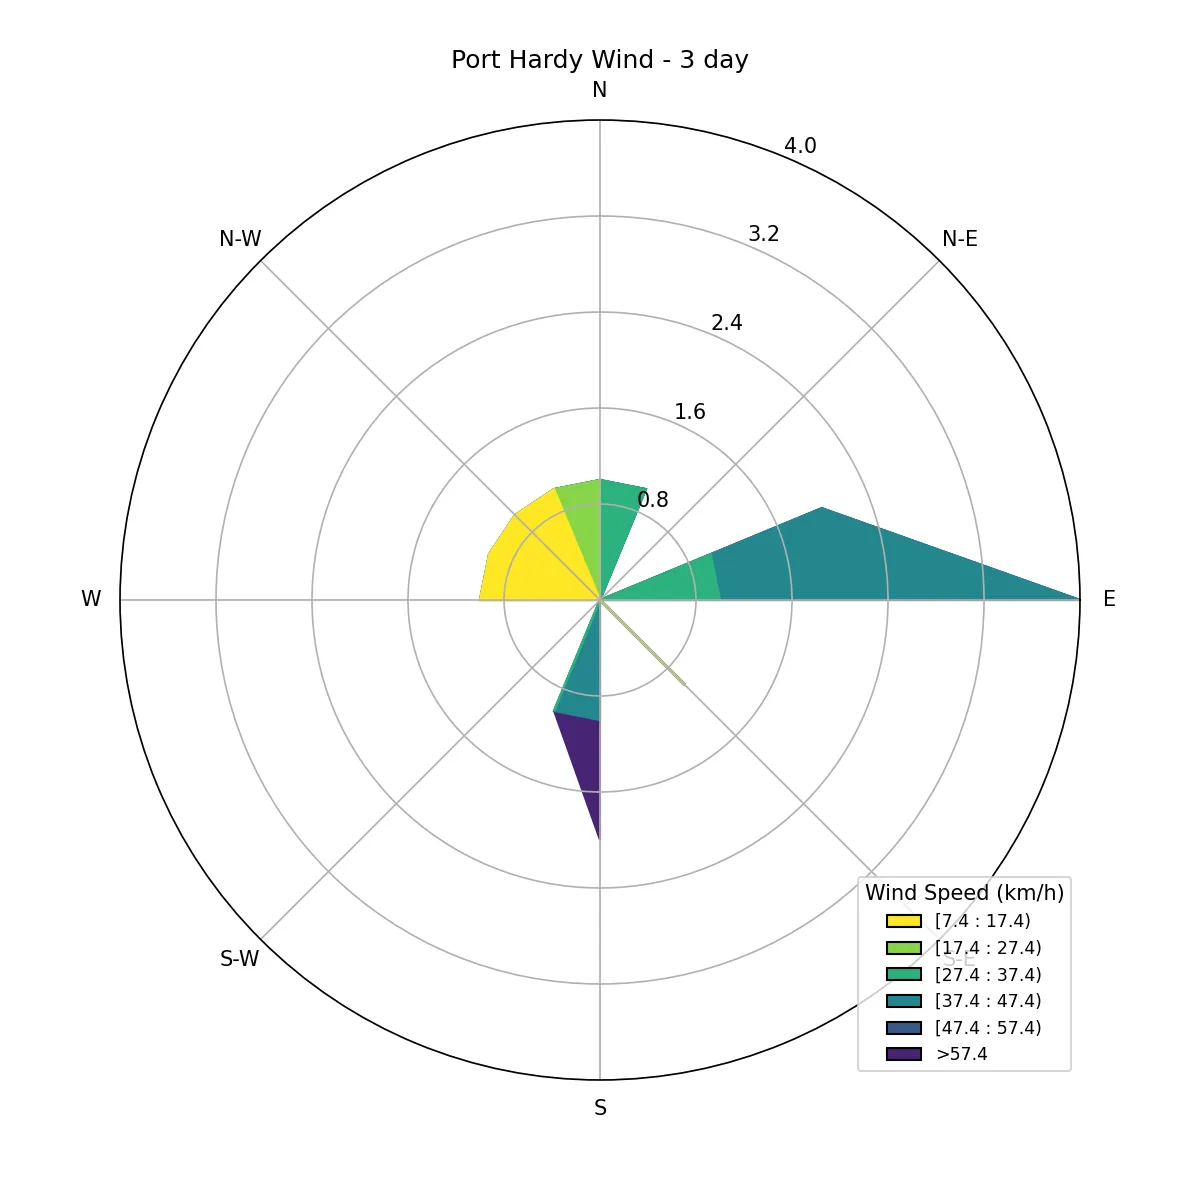 Port Hardy Wind - 3 day
N
4.0
N-W
3.2
N-E
2.4
1.6
0.8
W
E
S-W
S-E
S
Wind Speed (km/h)
[7.4 : 17.4)
[17.4 : 27.4)
[27.4 : 37.4)
[37.4 : 47.4)
[47.4 : 57.4)
>57.4